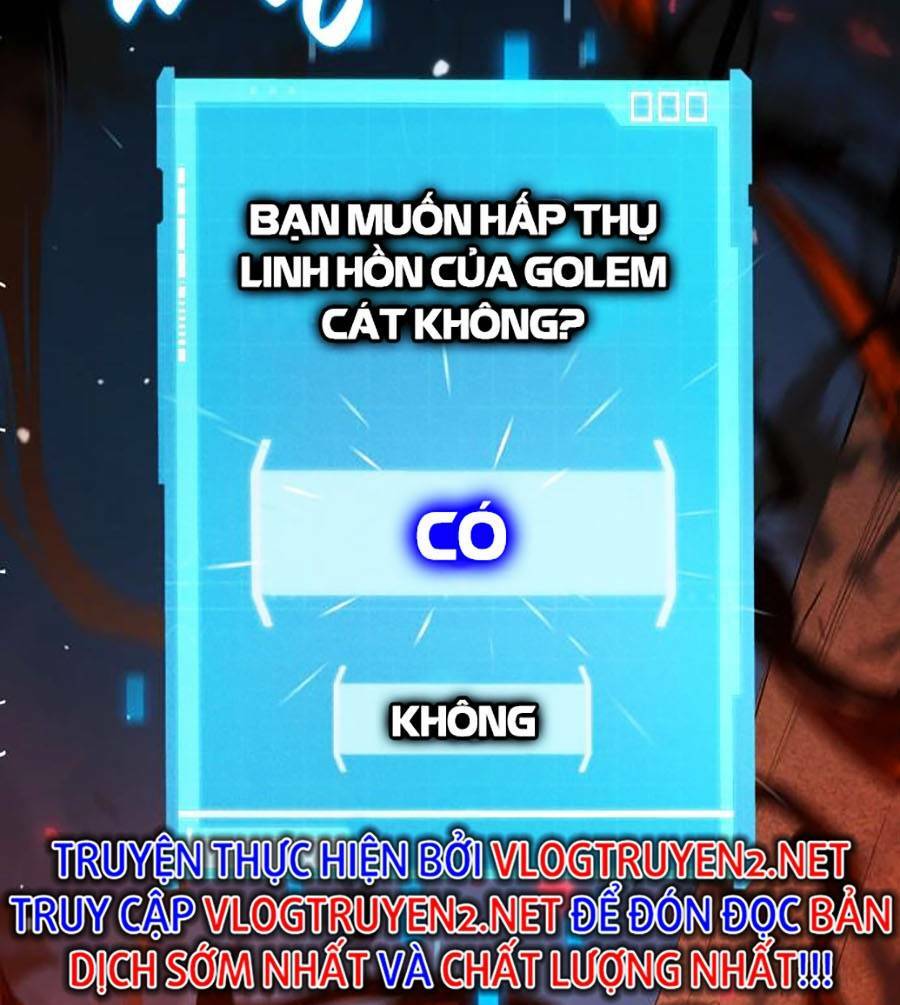 BẠN MUỐN HẤP THỤ
LINH HỒN CỦA GOLEM
CÁT KHÔNG?
CÓ
KHÔNG
TRUYỆN THỰC HIỆN BỞI VLOGTRUYEN2.NET
TRUY CẬP VLOGTRUYEN2.NET ĐỂ ĐÓN ĐỌC BẢN
DỊCH SỚM NHẤT VÀ CHẤT LƯỢNG NHẤT!!!